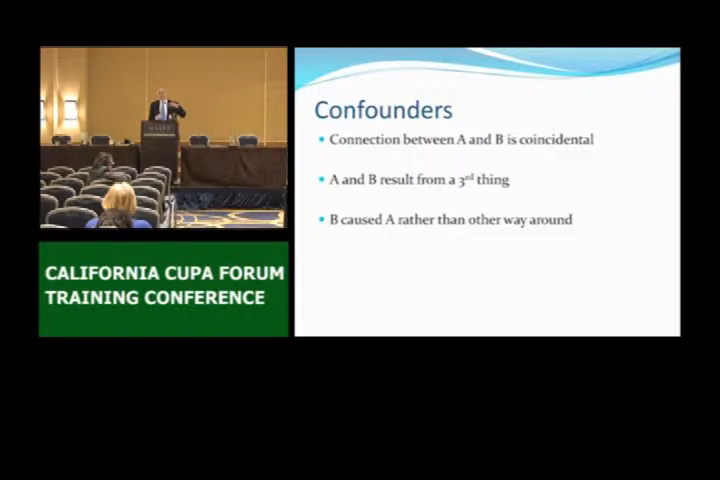 Confounders
Connection between A and B is coincidental
A and B result from a 3rd thing
B caused A rather than other way around
CALIFORNIA CUPA FORUM
TRAINING CONFERENCE